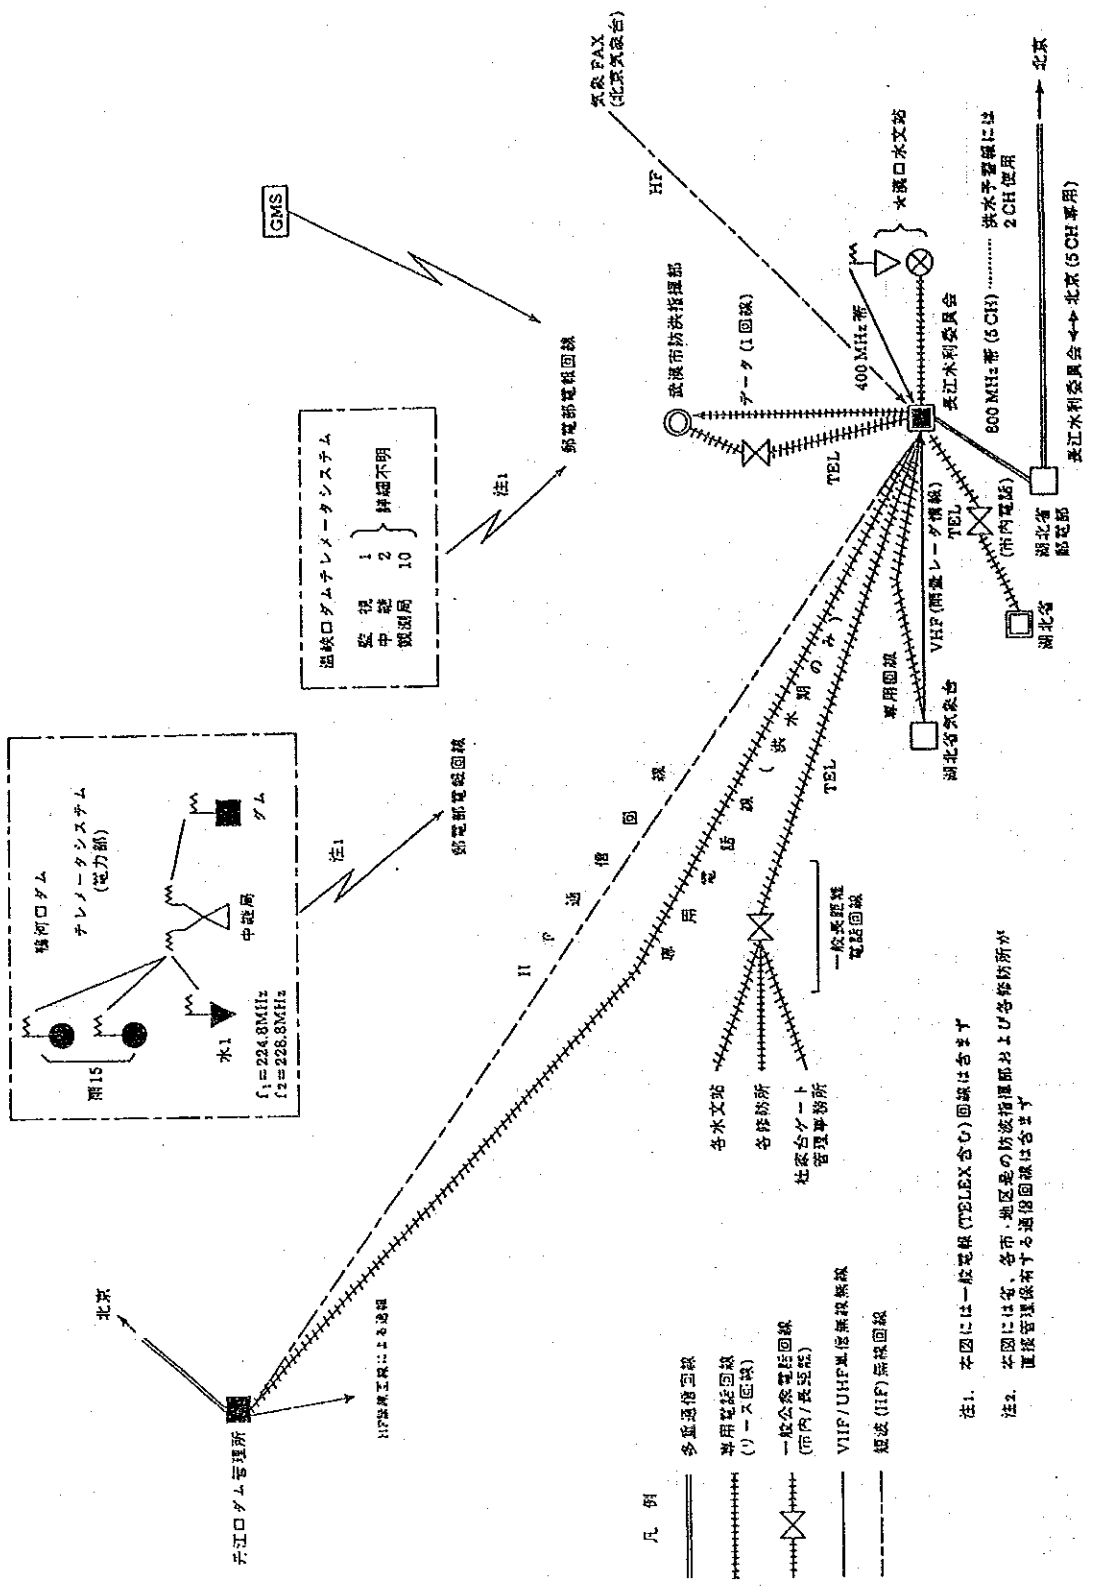 鴨河口ダム
テレメータシステム
(電力部)
雨15
水1
中継局
ダム
f₁=224.8MHz
f₂=228.8MHz
注1
郵電部電報回線
温峡口ダムテレメータシステム
監視 1
中継 2
観測局 10
詳細不明
注1
郵電部電報回線
GMS
気象FAX
(北京気象台)
HF
北京
丹江口ダム管理所
HF通信回線
専用電話線
(洪水期のみ)
各水文站
各修防所
杜家台ゲート
管理事務所
一般長距離
電話回線
TEL
武漢市防洪指揮部
データ(1回線)
TEL
400MHz帯
★漢口水文站
長江水利委員会
専用回線
VHF(雨量レーダ情報)
湖北省気象台
TEL
(市内電話)
湖北省
湖北省
郵電部
800MHz帯(5CH)………洪水予警報には
2CH使用
北京
長江水利委員会↔北京(5CH専用)
凡例
多重通信回線
専用電話回線
(リース回線)
一般公衆電話回線
(市内/長距離)
VHF/UHF単信無線無線
短波(HF)無線回線
注1. 本図には一般電報(TELEX含む)回線は含まず
注2. 本図には省、各市・地区県の防波指揮部および各修防所が
直接管理保有する通信回線は含まず